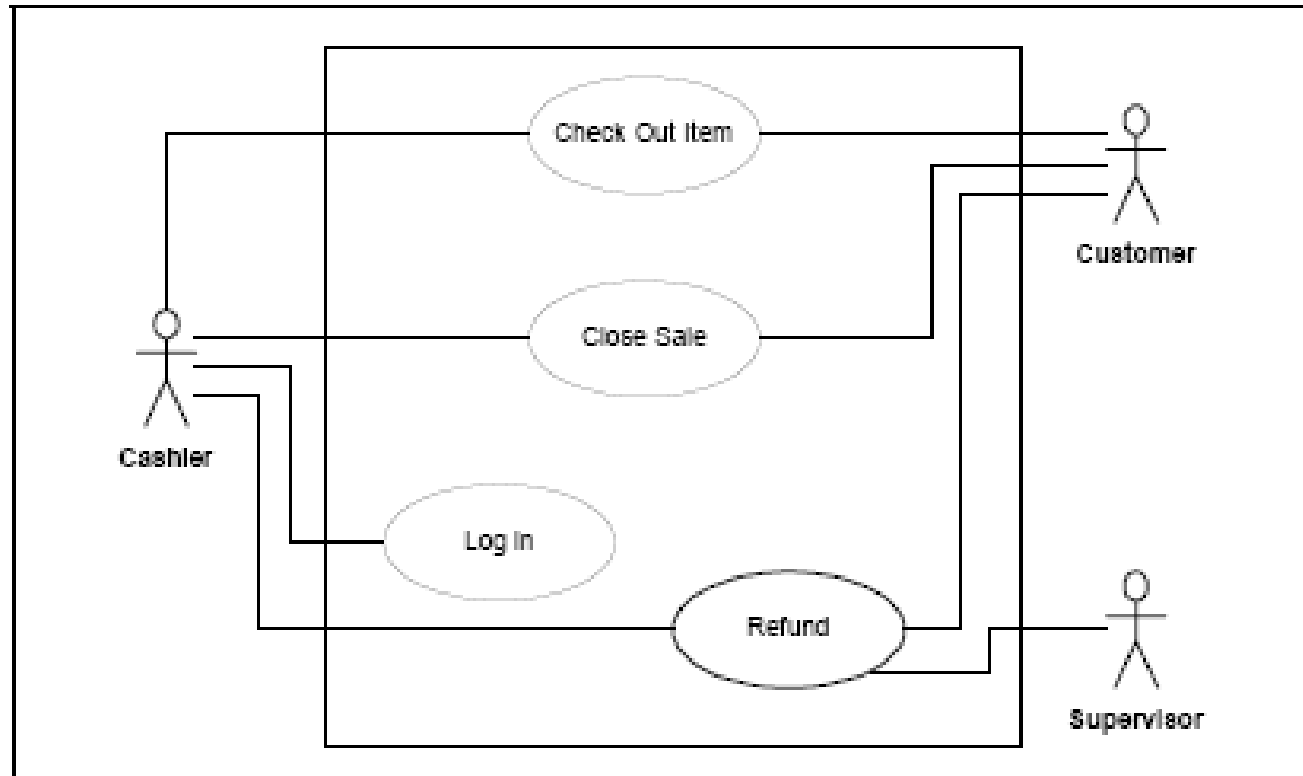 Check Out Item
Customer
Close Sale
Cashier
Log In
Refund
Supervisor